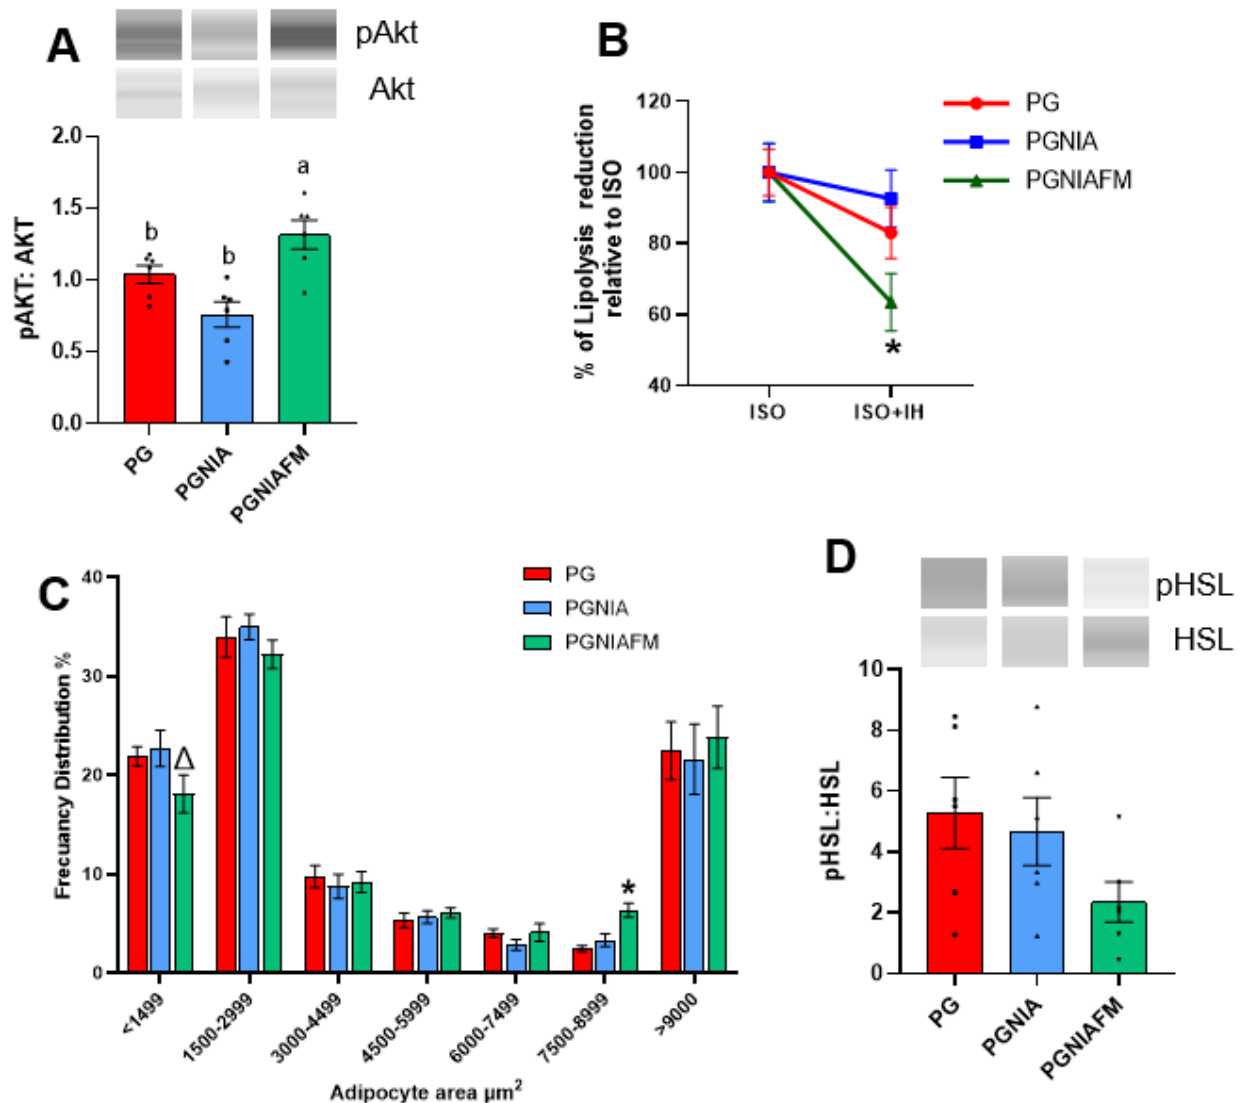 A
pAkt
Akt
2.0
1.5
1.0
0.5
0.0
pAKT: AKT
b
b
a
PG
PGNIA
PGNIAFM
B
120
100
80
60
40
% of Lipolysis reduction
relative to ISO
*
ISO
ISO+IH
PG
PGNIA
PGNIAFM
C
40
30
20
10
0
Frecuancy Distribution %
PG
PGNIA
PGNIAFM
Δ
*
<1499
1500-2999
3000-4499
4500-5999
6000-7499
7500-8999
>9000
Adipocyte area µm²
D
pHSL
HSL
10
8
6
4
2
0
pHSL:HSL
PG
PGNIA
PGNIAFM